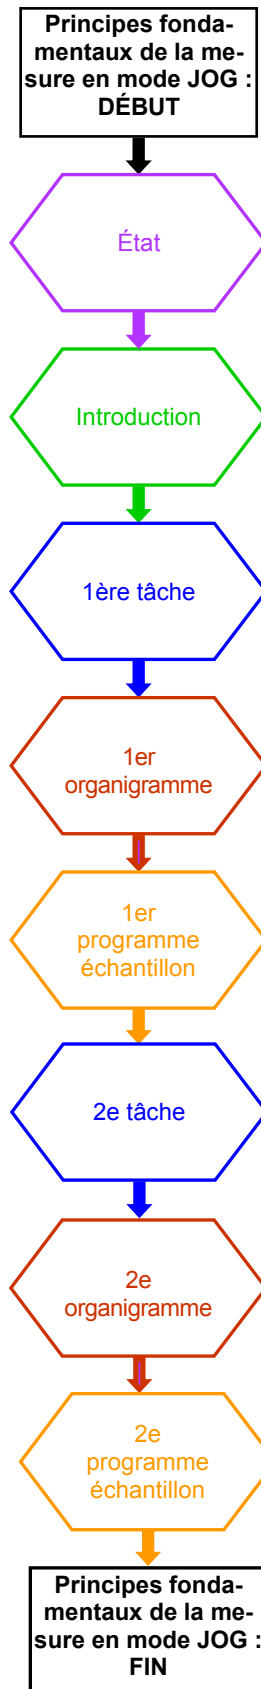 Principes fonda-
mentaux de la me-
sure en mode JOG :
DÉBUT
État
Introduction
1ère tâche
1er
organigramme
1er
programme
échantillon
2e tâche
2e
organigramme
2e
programme
échantillon
Principes fonda-
mentaux de la me-
sure en mode JOG :
FIN